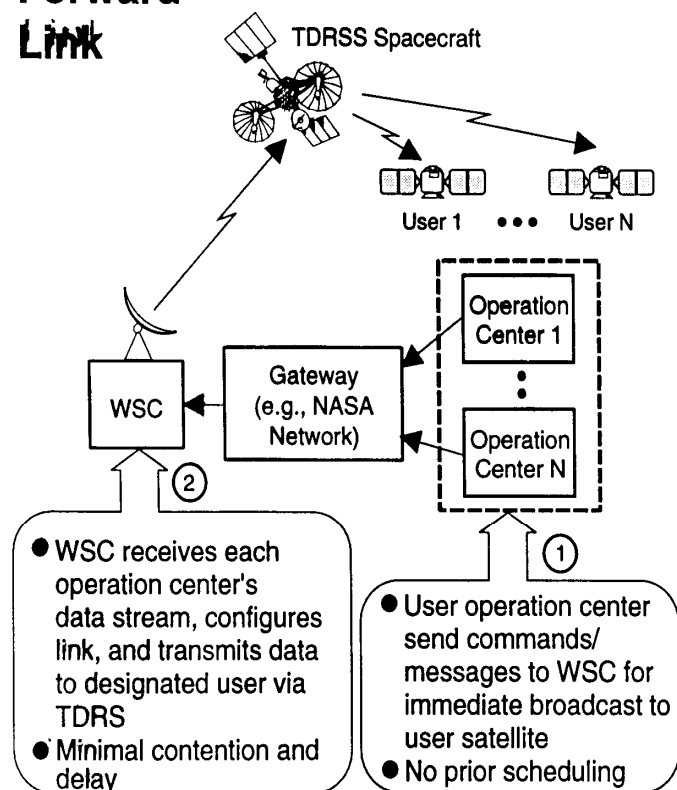 Link
TDRSS Spacecraft
User 1 ••• User N
Operation
Center 1
Gateway
(e.g., NASA
Network)
WSC
Operation
Center N
2
1
● WSC receives each
operation center's
data stream, configures
link, and transmits data
to designated user via
TDRS
● Minimal contention and
delay
● User operation center
send commands/
messages to WSC for
immediate broadcast to
user satellite
● No prior scheduling